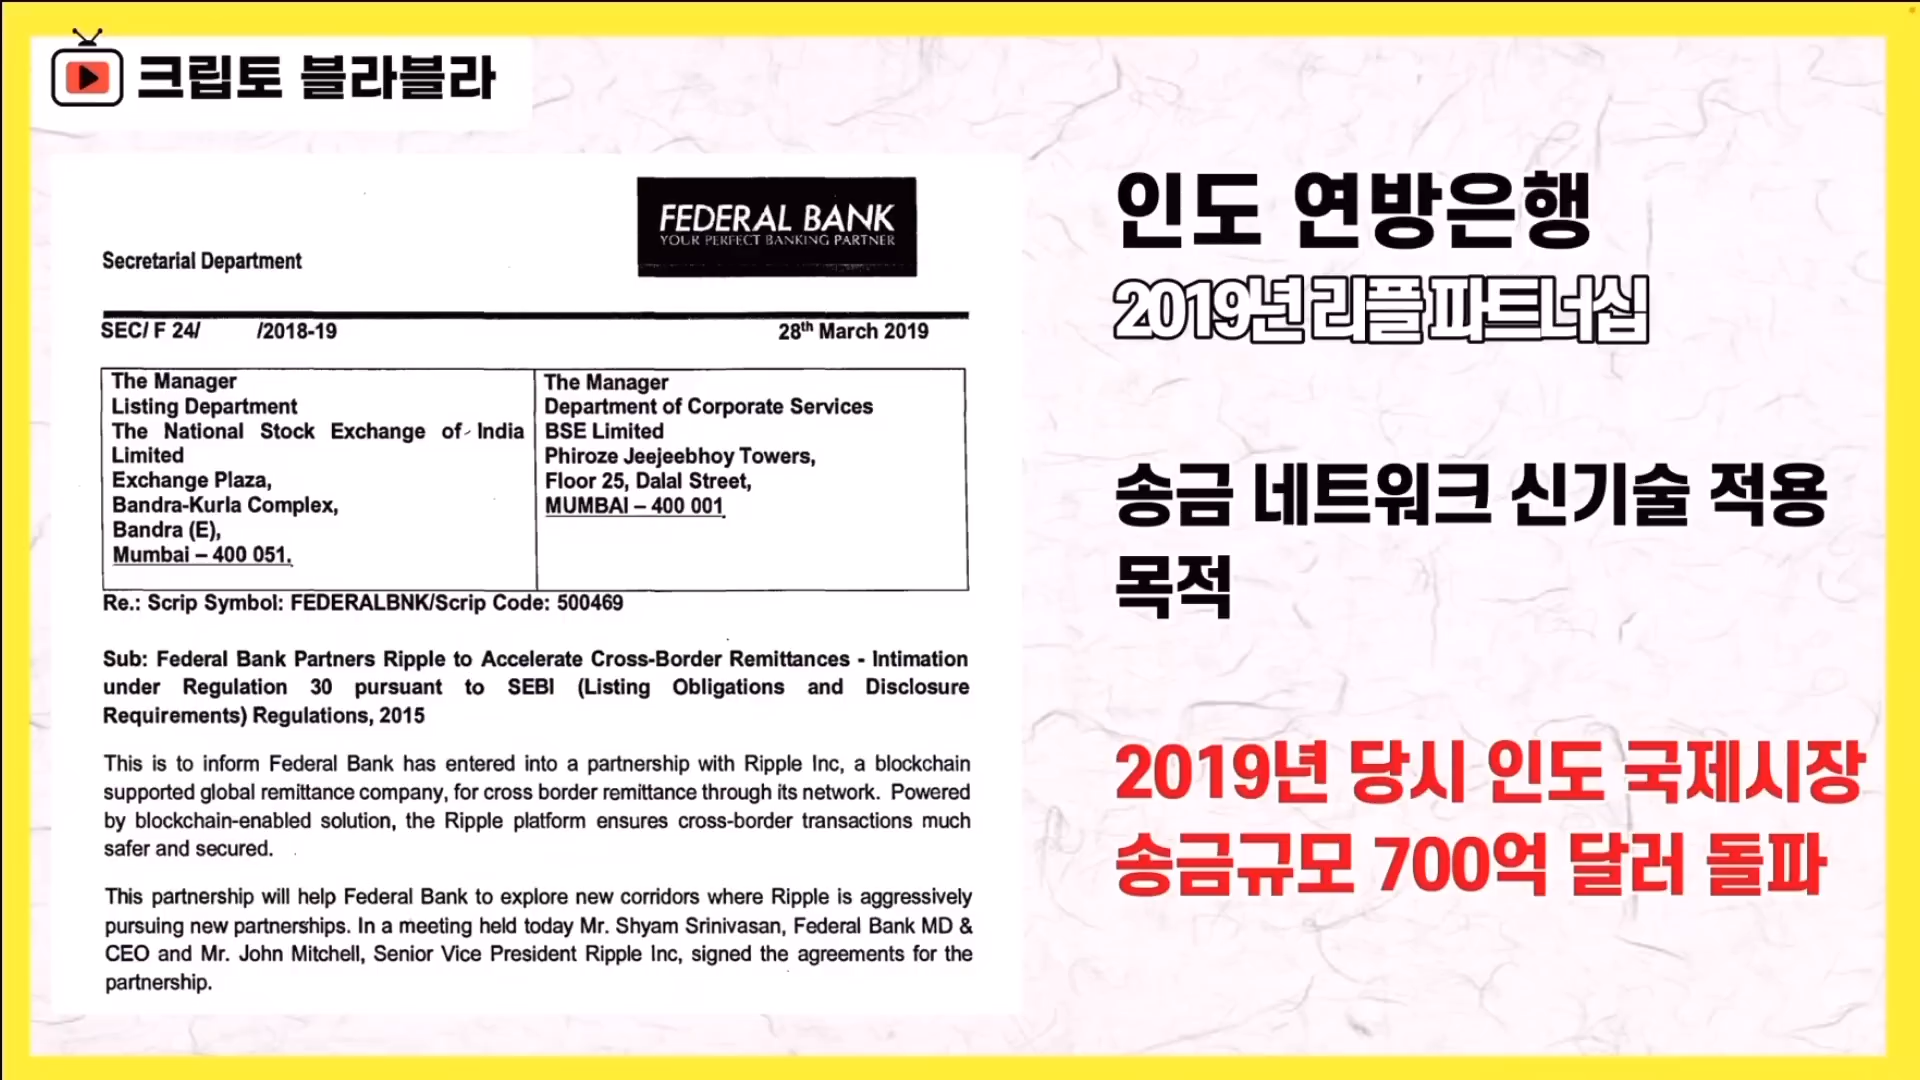 크립토 블라블라
FEDERAL BANK
YOUR PERFECT BANKING PARTNER
Secretarial Department
SEC/ F 24/ /2018-19
28th March 2019
The Manager
Listing Department
The National Stock Exchange of India
Limited
Exchange Plaza,
Bandra-Kurla Complex,
Bandra (E),
Mumbai – 400 051.
The Manager
Department of Corporate Services
BSE Limited
Phiroze Jeejeebhoy Towers,
Floor 25, Dalal Street,
MUMBAI – 400 001
Re.: Scrip Symbol: FEDERALBNK/Scrip Code: 500469
Sub: Federal Bank Partners Ripple to Accelerate Cross-Border Remittances - Intimation
under Regulation 30 pursuant to SEBI (Listing Obligations and Disclosure
Requirements) Regulations, 2015
This is to inform Federal Bank has entered into a partnership with Ripple Inc, a blockchain
supported global remittance company, for cross border remittance through its network. Powered
by blockchain-enabled solution, the Ripple platform ensures cross-border transactions much
safer and secured.
This partnership will help Federal Bank to explore new corridors where Ripple is aggressively
pursuing new partnerships. In a meeting held today Mr. Shyam Srinivasan, Federal Bank MD &
CEO and Mr. John Mitchell, Senior Vice President Ripple Inc, signed the agreements for the
partnership.
인도 연방은행
2019년 리플 파트너십
송금 네트워크 신기술 적용
목적
2019년 당시 인도 국제시장
송금규모 700억 달러 돌파